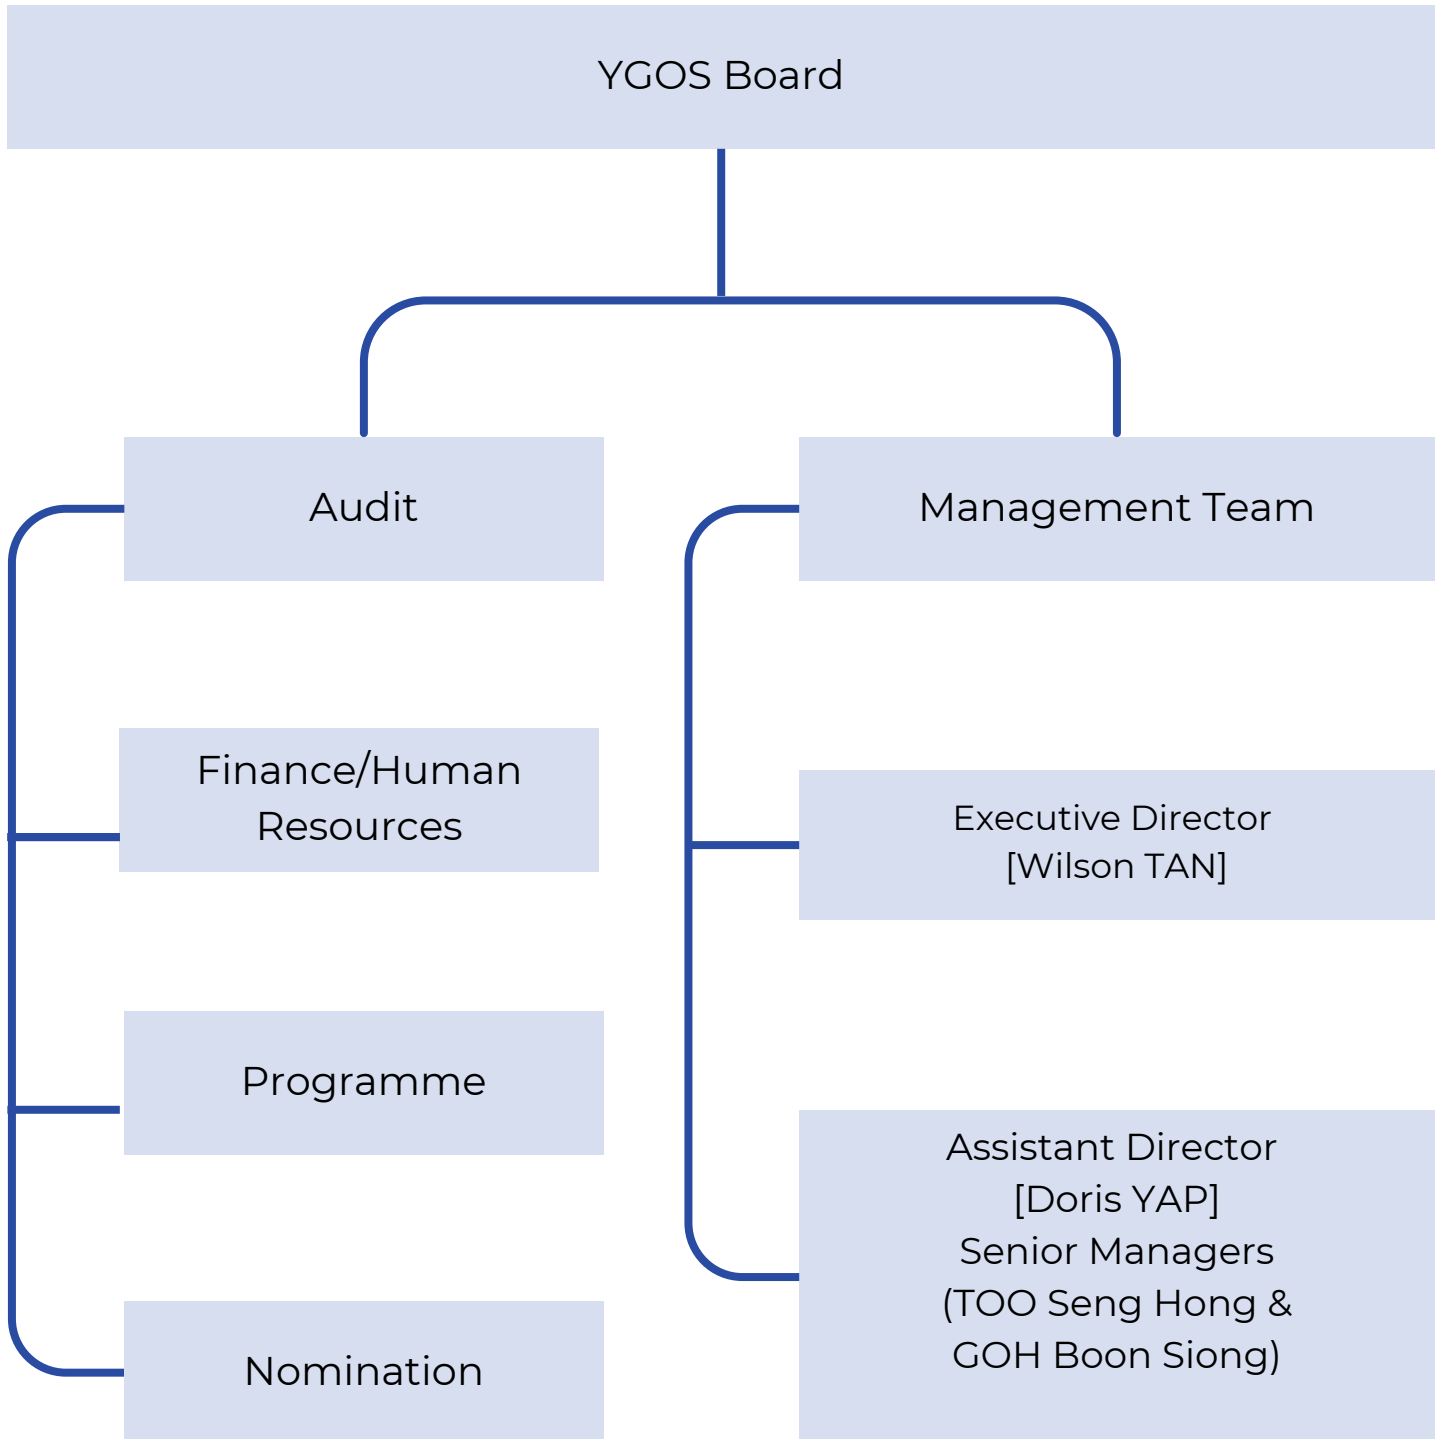 YGOS Board
Audit
Management Team
Finance/Human
Resources
Executive Director
[Wilson TAN]
Programme
Assistant Director
[Doris YAP]
Senior Managers
(TOO Seng Hong &
GOH Boon Siong)
Nomination